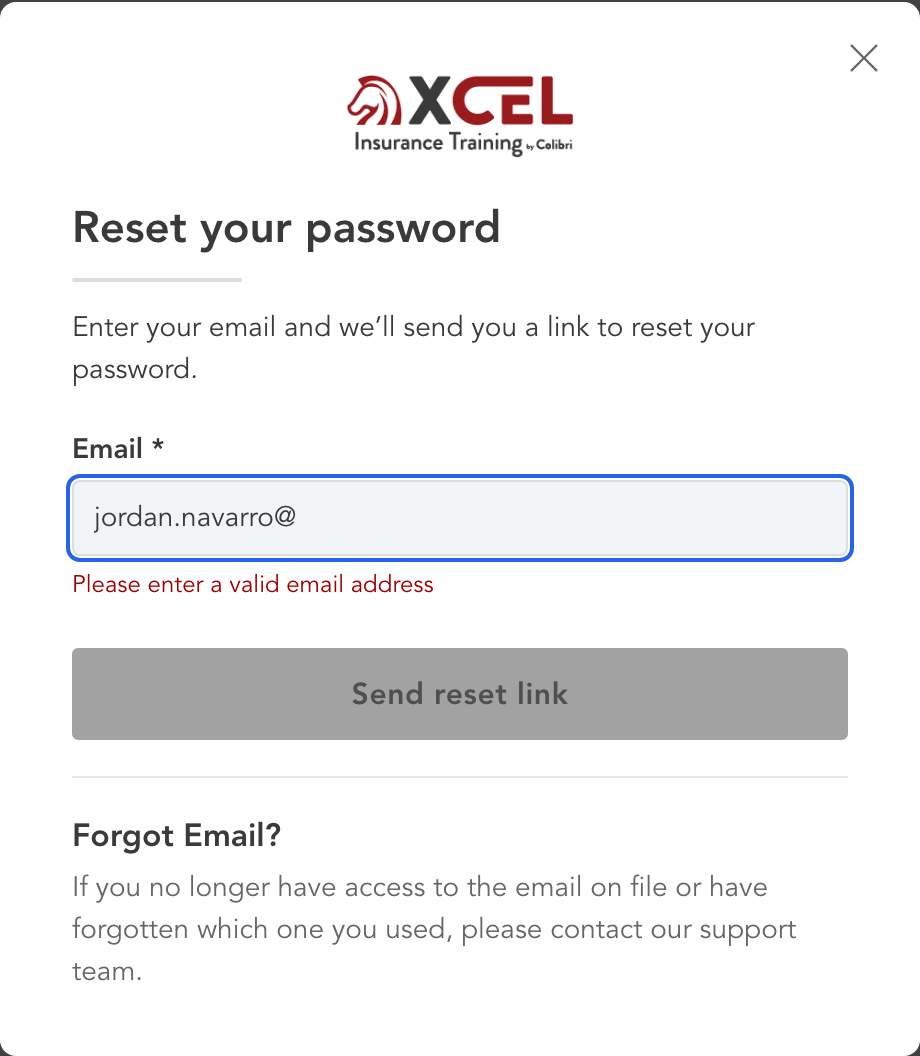 XCEL
Insurance Training by Colibri
Reset your password
Enter your email and we’ll send you a link to reset your
password.
Email *
jordan.navarro@
Please enter a valid email address
Send reset link
Forgot Email?
If you no longer have access to the email on file or have
forgotten which one you used, please contact our support
team.